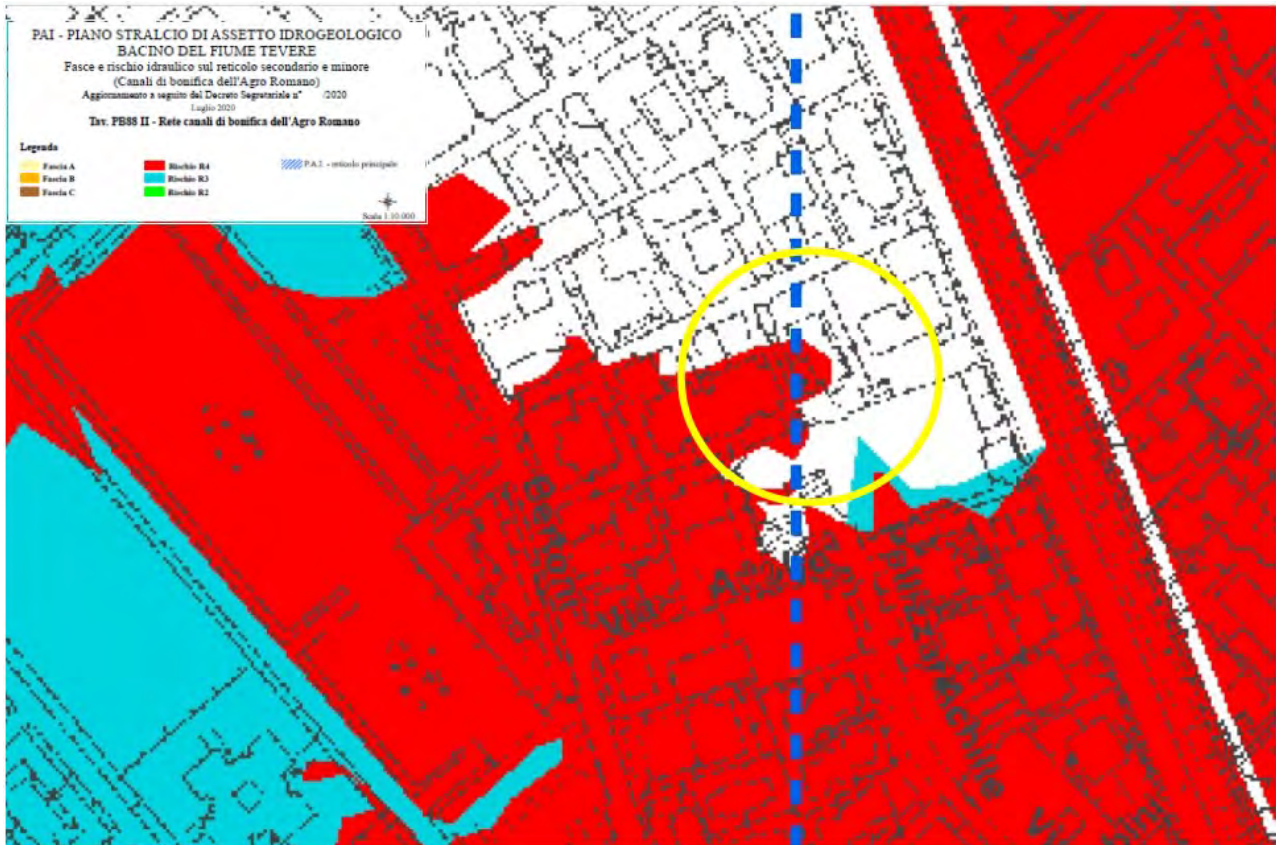 PAI - PIANO STRALCIO DI ASSETTO IDROGEOLOGICO
BACINO DEL FIUME TEVERE
Fasce e rischio idraulico sul reticolo secondario e minore
(Canali di bonifica dell'Agro Romano)
Aggiornamento a seguito del Decreto Segretariale n° /2020
Luglio 2020
Tav. PB88 II - Rete canali di bonifica dell'Agro Romano
Legenda
Fascia A
Fascia B
Fascia C
Rischio R4
Rischio R3
Rischio R2
P.A.I. - reticolo principale
Scala 1:10.000
Achille